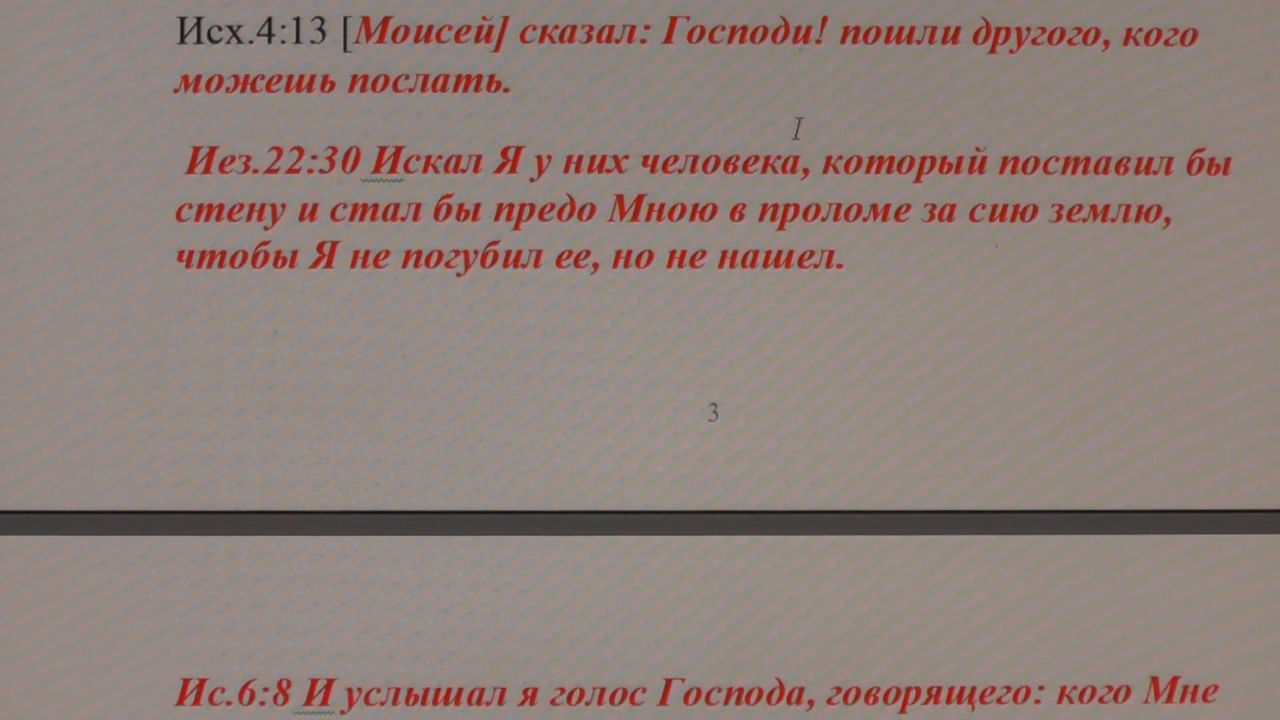 Исх.4:13 [Моисей] сказал: Господи! пошли другого, кого
можешь послать.
Иез.22:30 Искал Я у них человека, который поставил бы
стену и стал бы предо Мною в проломе за сию землю,
чтобы Я не погубил ее, но не нашел.
3
Ис.6:8 И услышал я голос Господа, говорящего: кого Мне